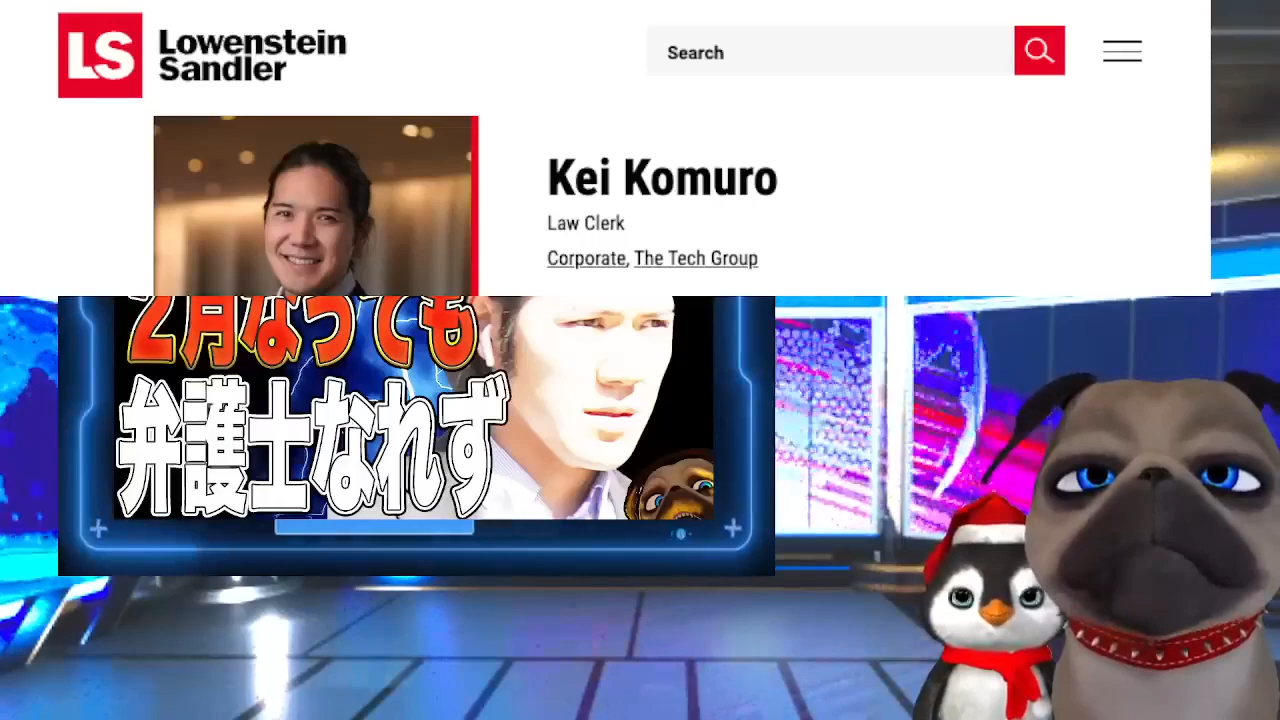 LS
Lowenstein
Sandler
Search
Kei Komuro
Law Clerk
Corporate, The Tech Group
2月なっても
弁護士なれず